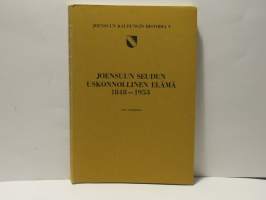 JOENSUUN KAUPUNGIN HISTORIA V
JOENSUUN SEUDUN
USKONNOLLINEN ELÄMÄ
1848–1953